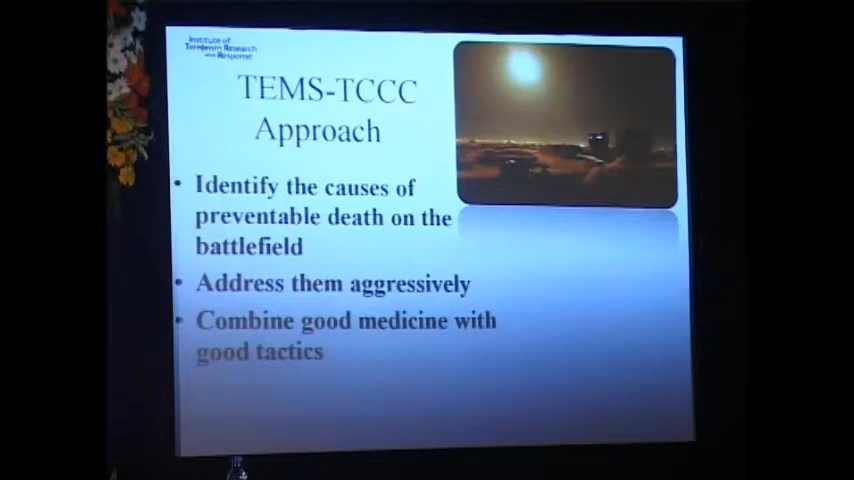 Institute of
Terrorism Research
and Response
TEMS-TCCC
Approach
• Identify the causes of
preventable death on the
battlefield
• Address them aggressively
• Combine good medicine with
good tactics